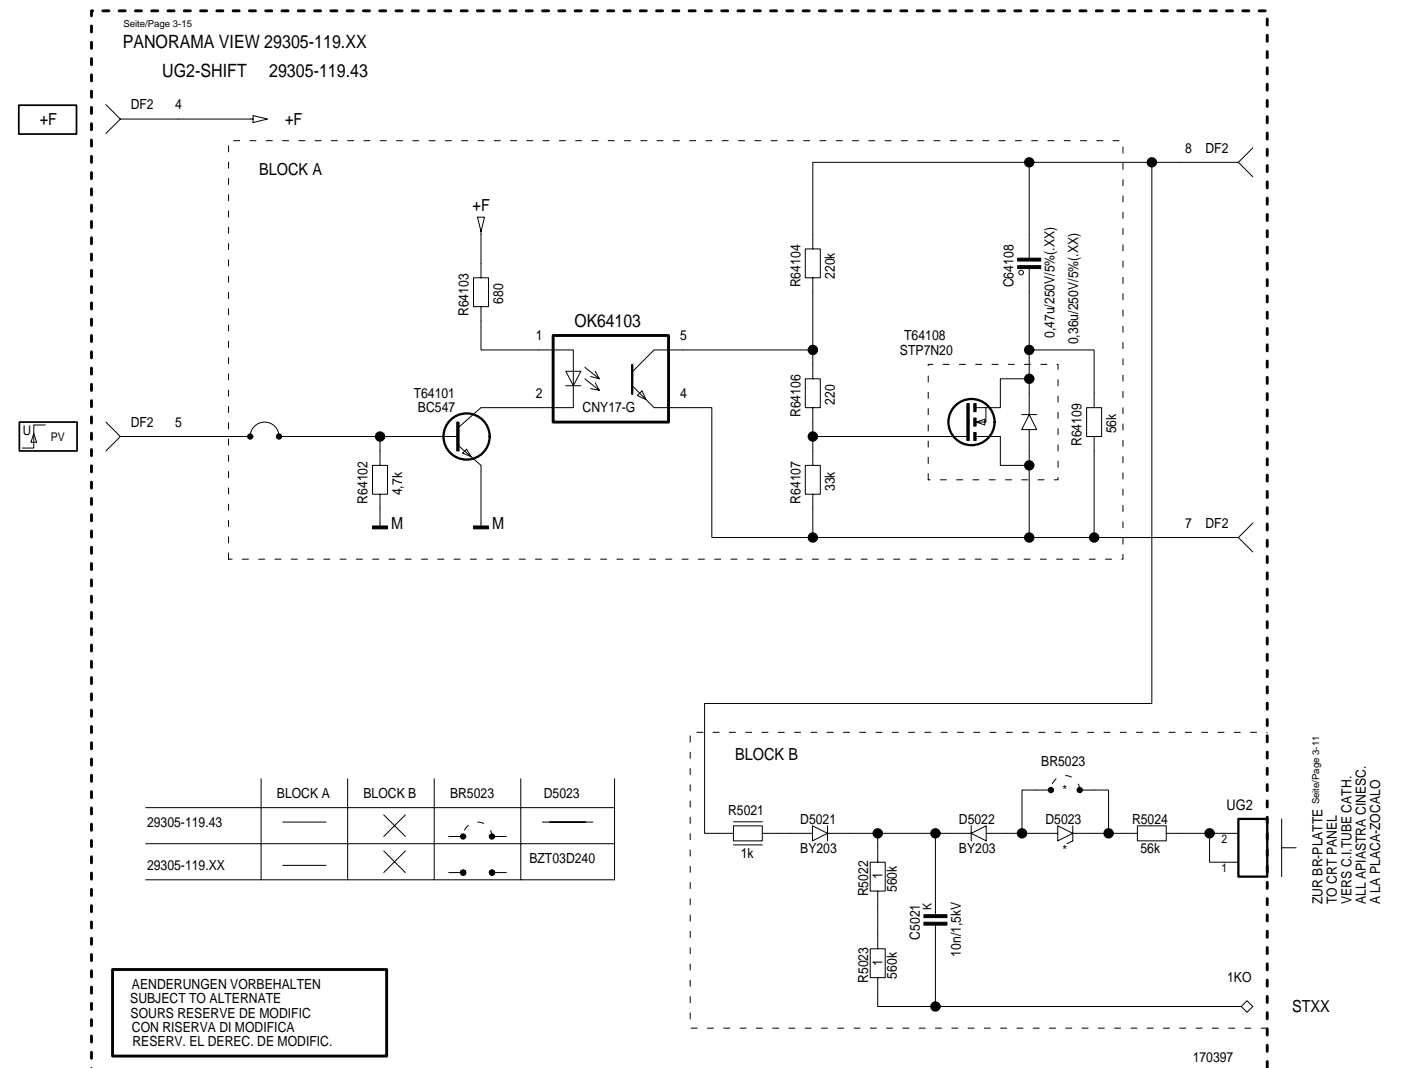 Seite/Page 3-15
PANORAMA VIEW 29305-119.XX
UG2-SHIFT 29305-119.43
+F
DF2 4
+F
8 DF2
BLOCK A
+F
R64103
680
OK64103
1
5
2
4
CNY17-G
T64101
BC547
R64104
220k
C64108
0,47u/250V/5%(.XX)
0,36u/250V/5%(.XX)
T64108
STP7N20
R64106
220
R64109
56k
U
PV
DF2 5
R64102
4,7k
M
M
R64107
33k
7 DF2
BLOCK B
BR5023
*
R5021
1k
D5021
BY203
D5022
BY203
D5023
*
R5024
56k
UG2
2
1
R5022
1
560k
C5021
K
10n/1,5kV
R5023
1
560k
1KO
STXX
ZUR BR-PLATTE Seite/Page 3-11
TO CRT PANEL
VERS C.I.TUBE CATH.
ALL APIASTRA CINESC.
A LA PLACA-ZOCALO
BLOCK A BLOCK B BR5023 D5023
29305-119.43
29305-119.XX BZT03D240
AENDERUNGEN VORBEHALTEN
SUBJECT TO ALTERNATE
SOURS RESERVE DE MODIFIC
CON RISERVA DI MODIFICA
RESERV. EL DEREC. DE MODIFIC.
170397